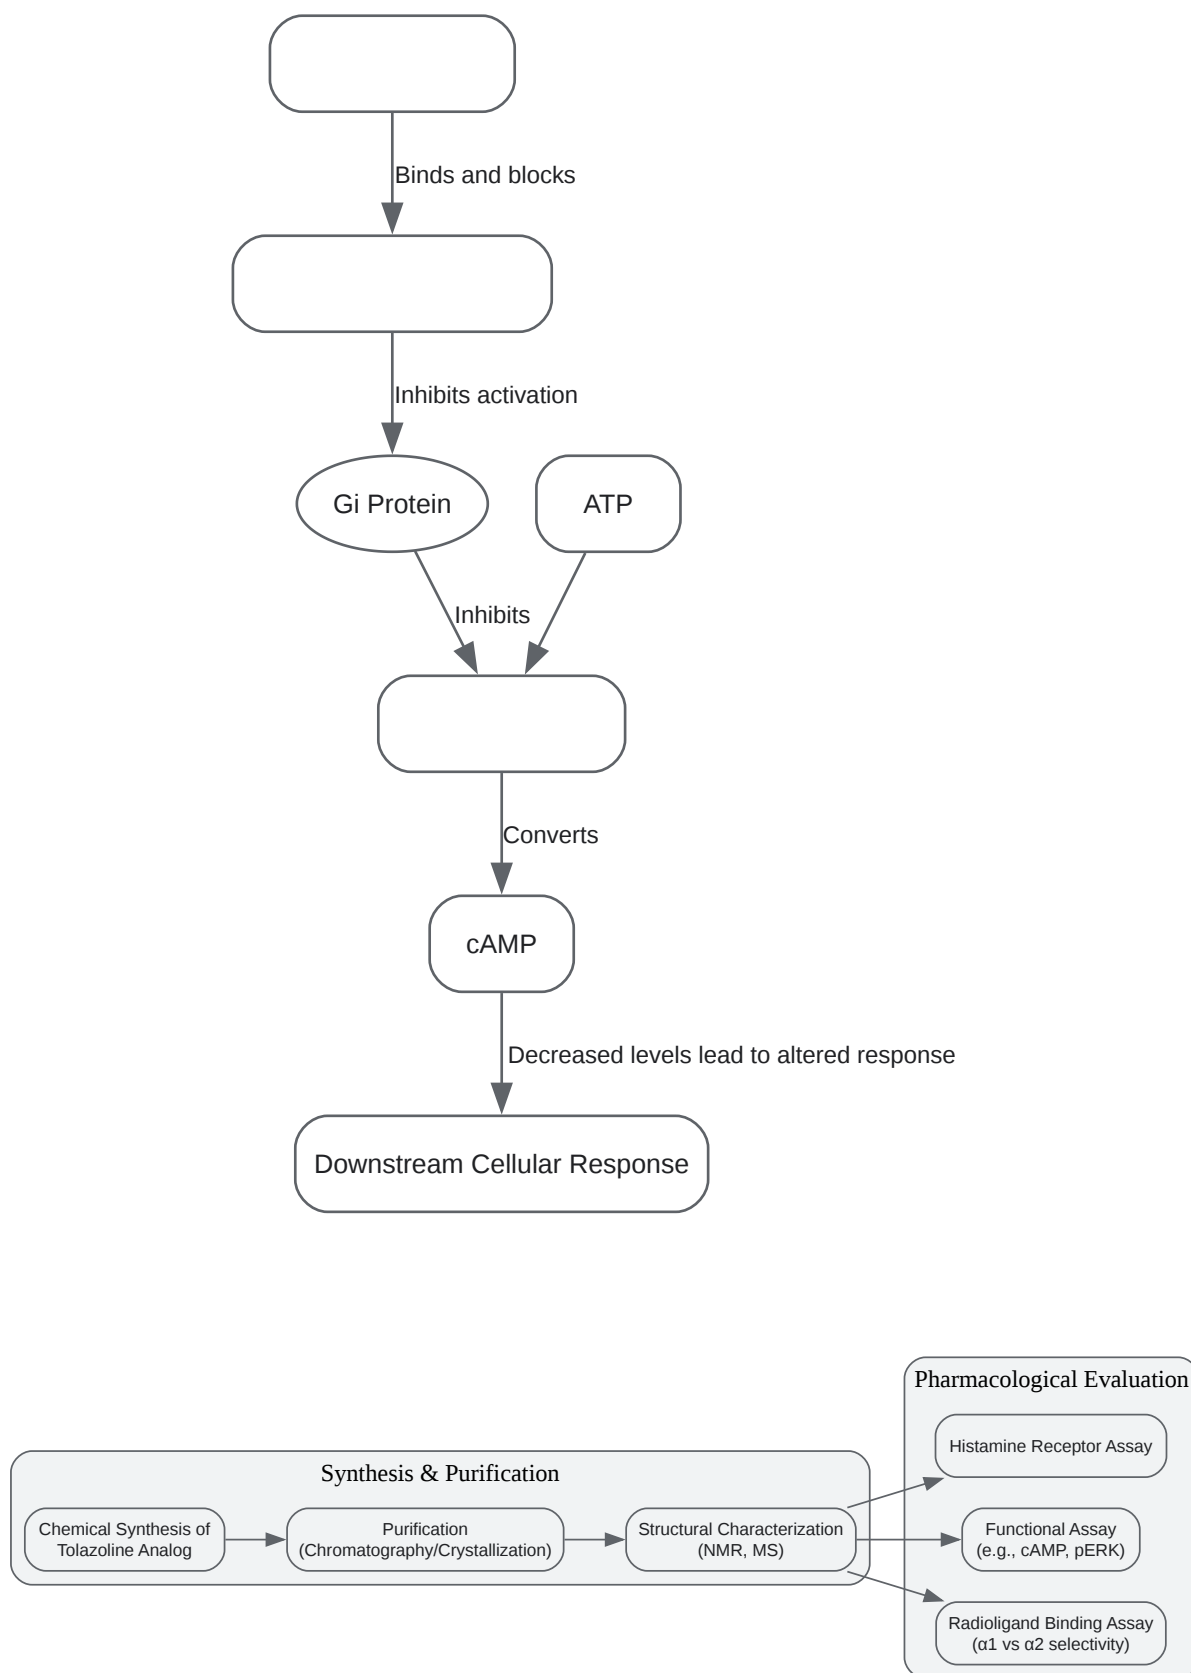 Binds and blocks
Inhibits activation
Gi Protein
ATP
Inhibits
Converts
cAMP
Decreased levels lead to altered response
Downstream Cellular Response
Pharmacological Evaluation
Histamine Receptor Assay
Synthesis & Purification
Chemical Synthesis of
Tolazoline Analog
Purification
(Chromatography/Crystallization)
Structural Characterization
(NMR, MS)
Functional Assay
(e.g., cAMP, pERK)
Radioligand Binding Assay
(α1 vs α2 selectivity)